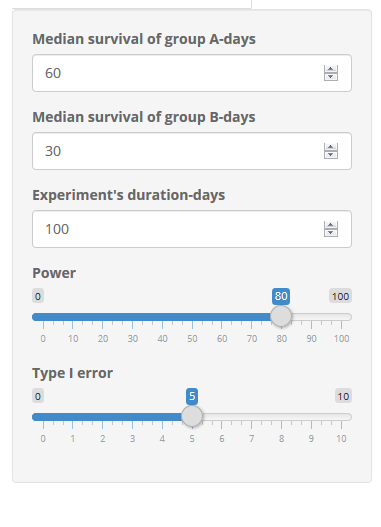 Median survival of group A-days
60
Median survival of group B-days
30
Experiment's duration-days
100
Power
0 80 100
0 10 20 30 40 50 60 70 80 90 100
Type I error
0 5 10
0 1 2 3 4 5 6 7 8 9 10